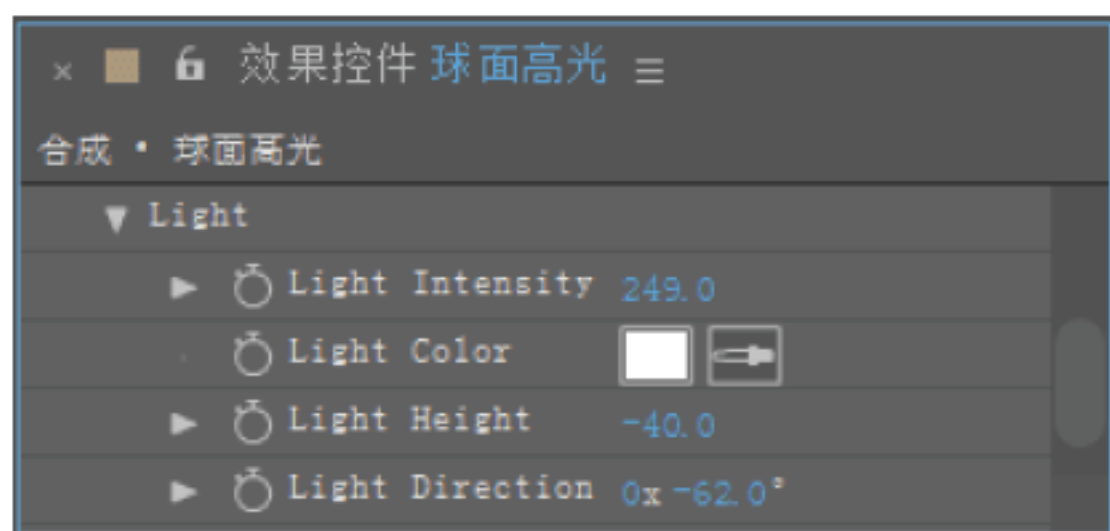 × 效果控件 球面高光 ≡
合成 • 球面高光
Light
Light Intensity 249.0
Light Color
Light Height -40.0
Light Direction 0x -62.0°